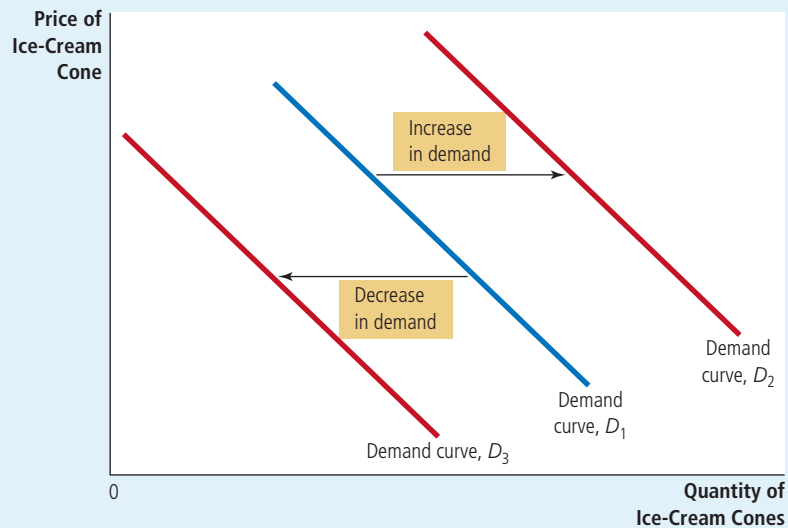 Price of
Ice-Cream
Cone
Increase
in demand
Decrease
in demand
Demand
curve, D₂
Demand
curve, D₁
Demand curve, D₃
0
Quantity of
Ice-Cream Cones